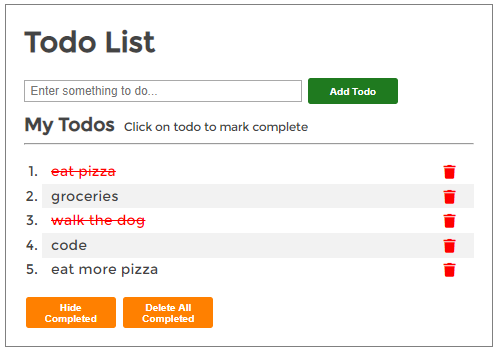 Todo List
Enter something to do...
Add Todo
My Todos Click on todo to mark complete
1. eat pizza
2. groceries
3. walk the dog
4. code
5. eat more pizza
Hide
Completed
Delete All
Completed